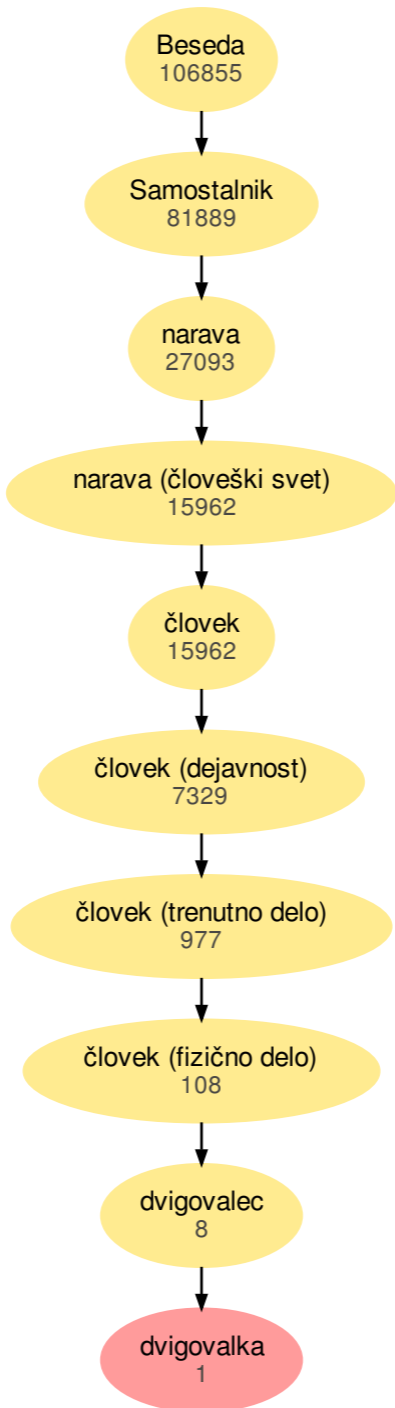 Beseda
106855
Samostalnik
81889
narava
27093
narava (človeški svet)
15962
človek
15962
človek (dejavnost)
7329
človek (trenutno delo)
977
človek (fizično delo)
108
dvigovalec
8
dvigovalka
1